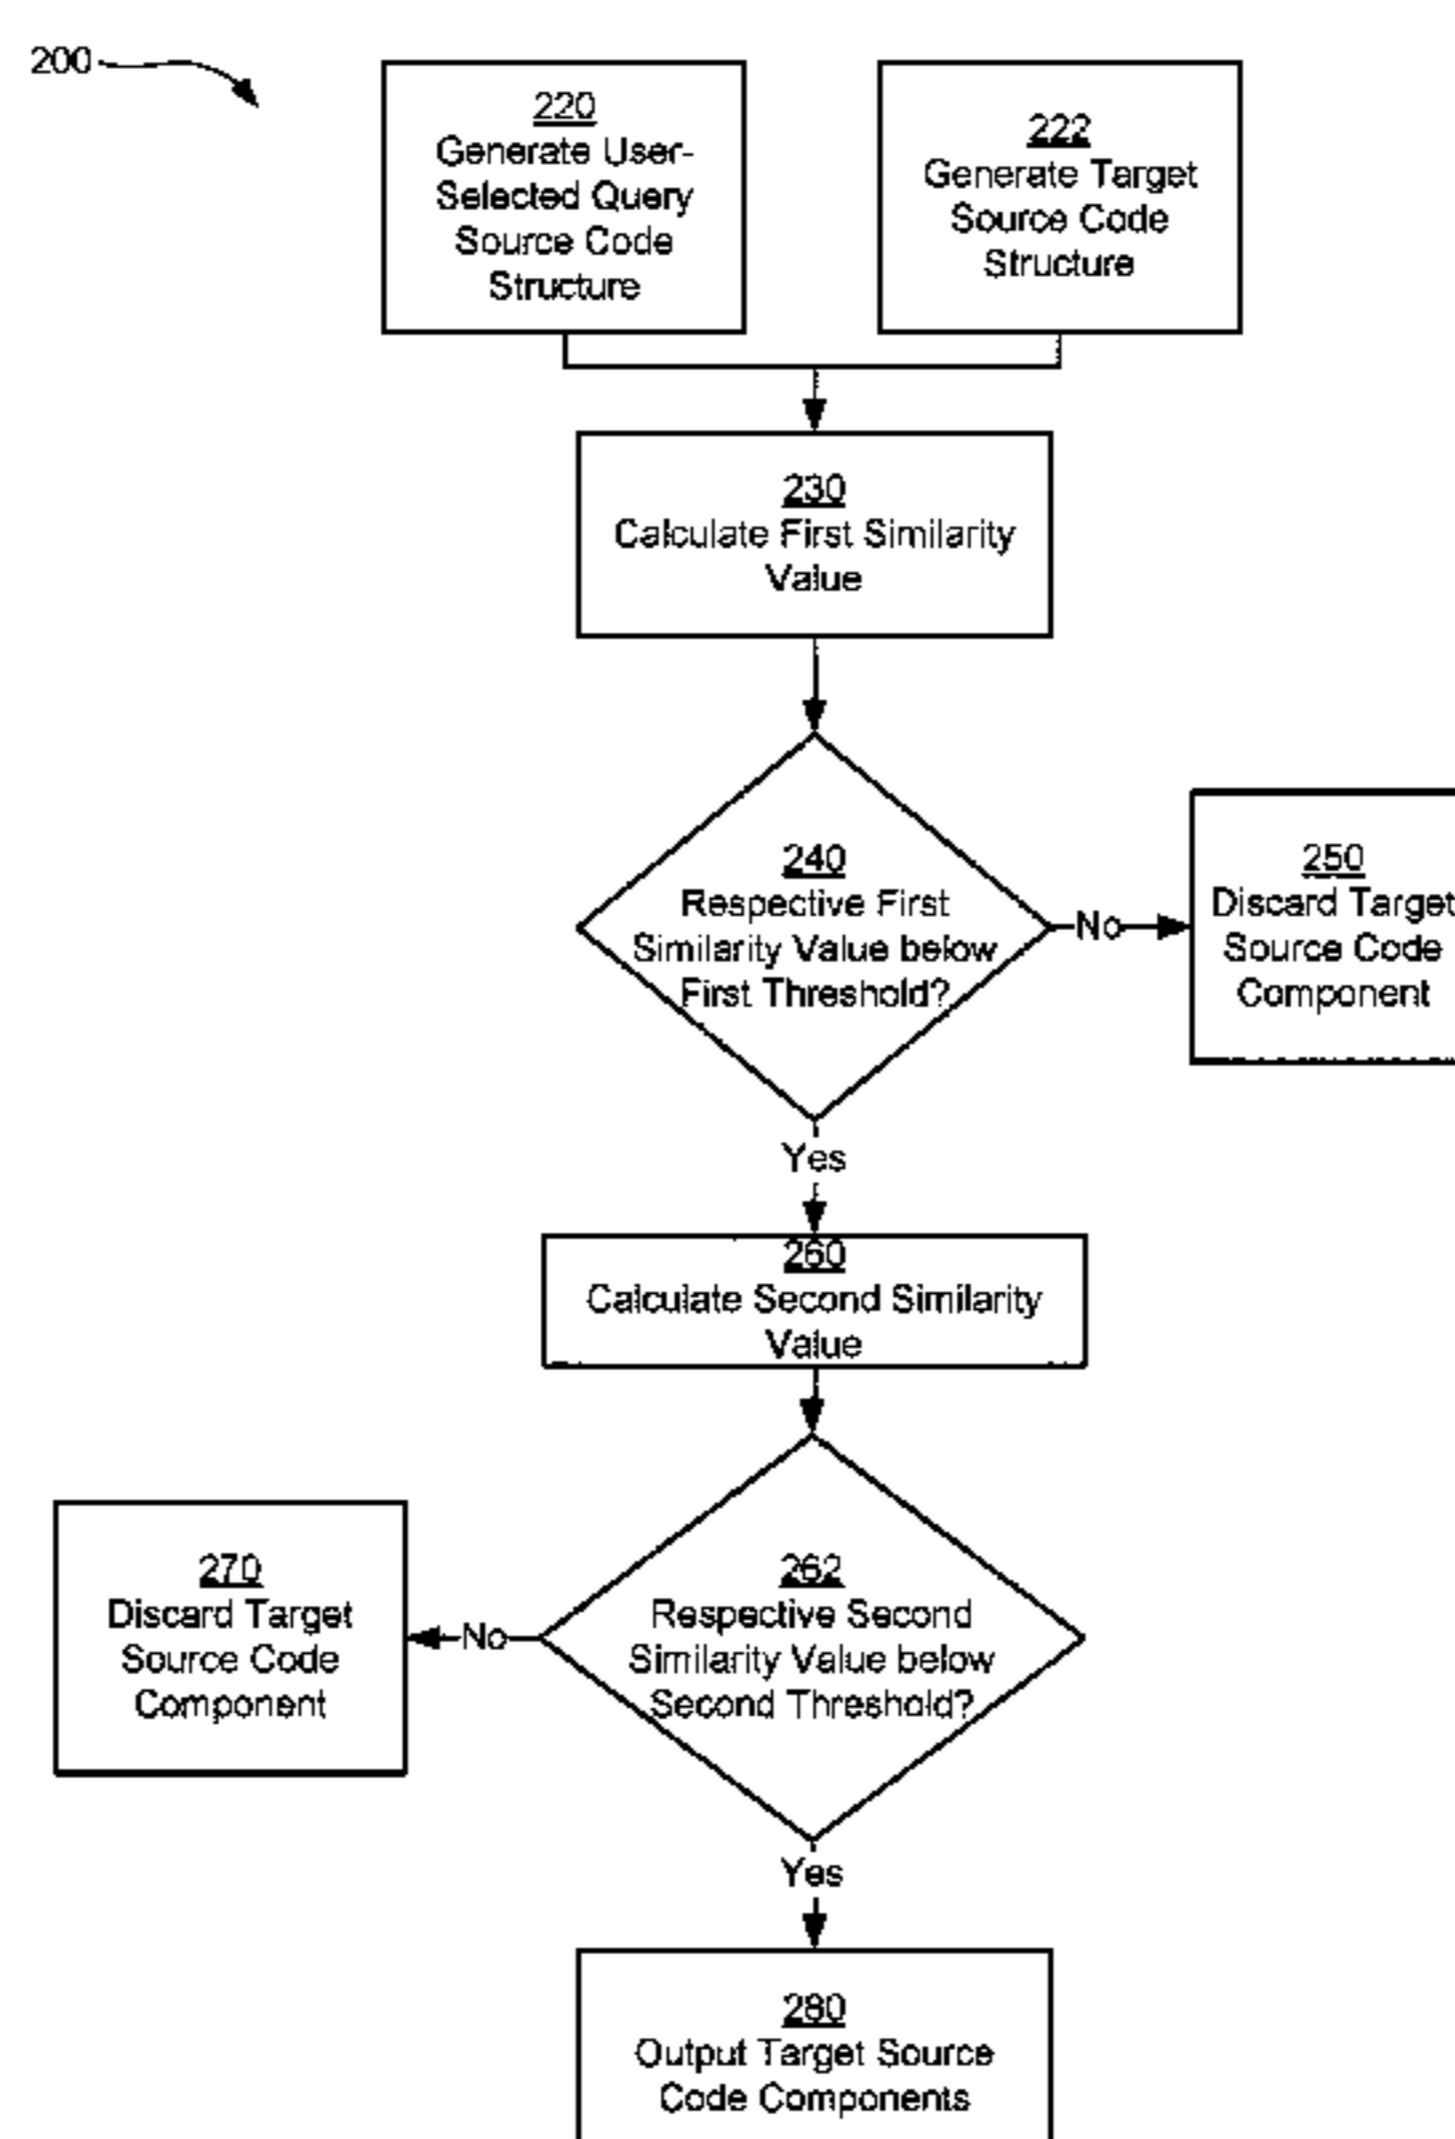 200
220
Generate User-
Selected Query
Source Code
Structure
222
Generate Target
Source Code
Structure
230
Calculate First Similarity
Value
240
Respective First
Similarity Value below
First Threshold?
No
250
Discard Target
Source Code
Component
Yes
260
Calculate Second Similarity
Value
262
Respective Second
Similarity Value below
Second Threshold?
No
270
Discard Target
Source Code
Component
Yes
280
Output Target Source
Code Components